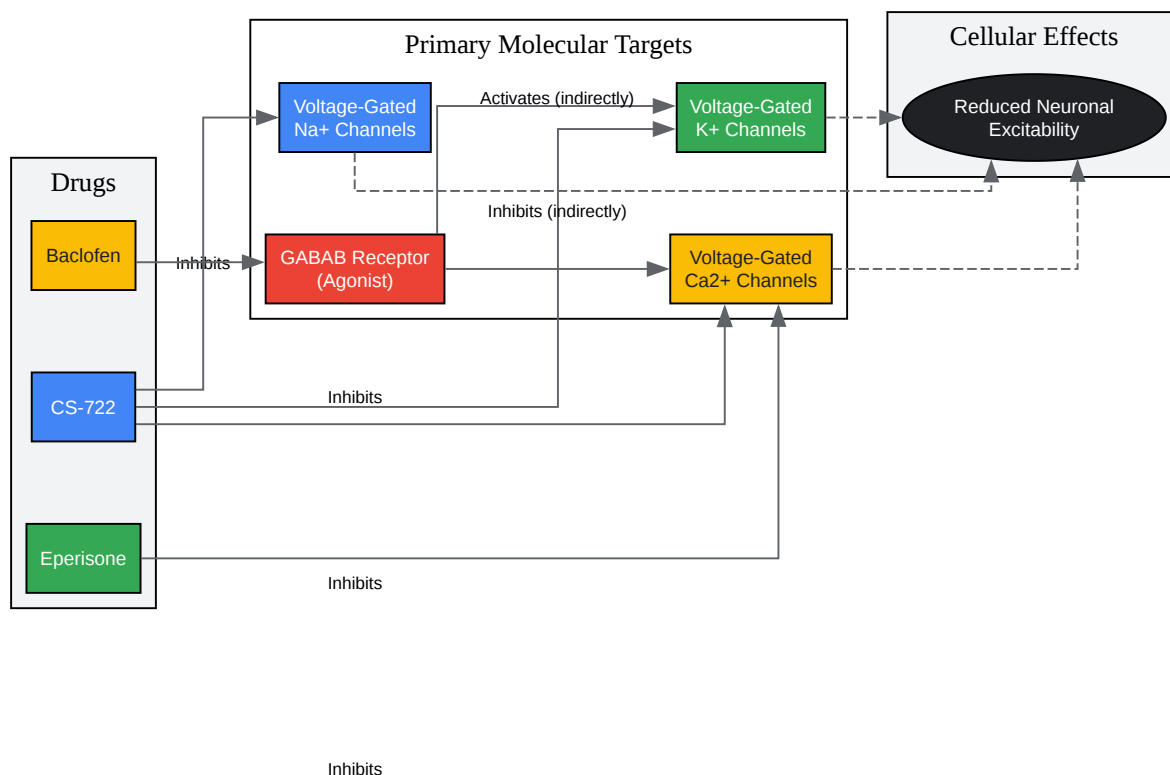 Primary Molecular Targets
Cellular Effects
Voltage-Gated
Na+ Channels
Activates (indirectly)
Voltage-Gated
K+ Channels
Reduced Neuronal
Excitability
Drugs
Inhibits (indirectly)
Baclofen
Inhibits
GABAB Receptor
(Agonist)
Voltage-Gated
Ca2+ Channels
CS-722
Inhibits
Eperisone
Inhibits
Inhibits